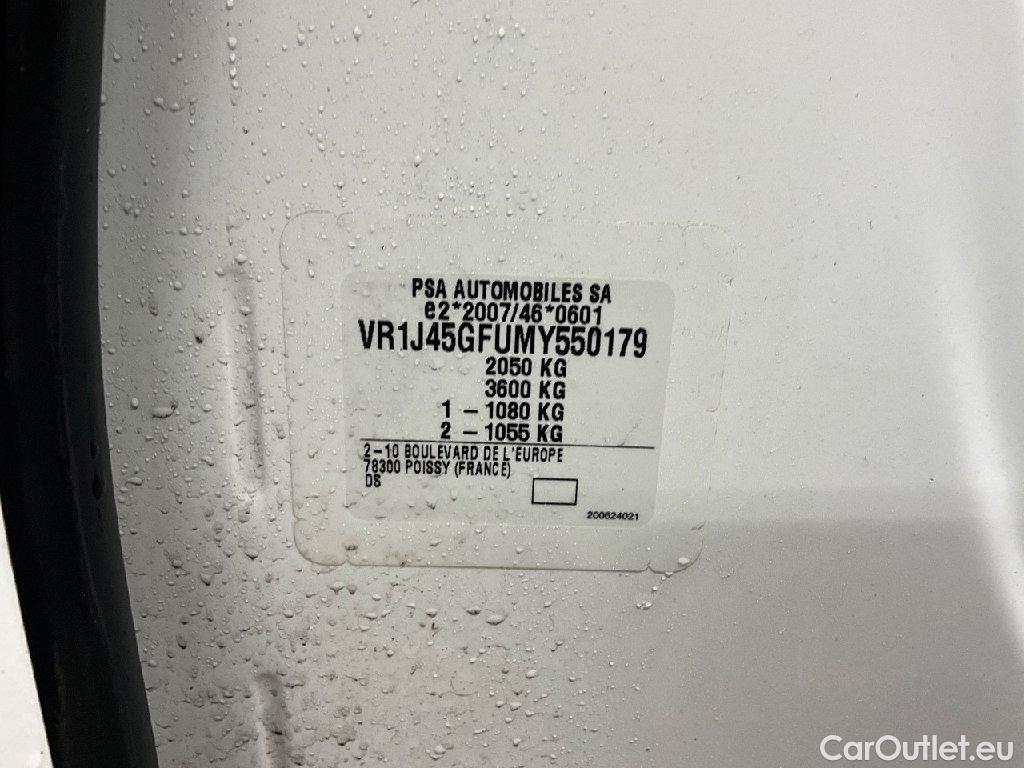 PSA AUTOMOBILES SA
e2*2007/46*0601
VR1J45GFUMY550179
2050 KG
3600 KG
1 – 1080 KG
2 – 1055 KG
2–10 BOULEVARD DE L'EUROPE
78300 POISSY (FRANCE)
DS
200624021
CarOutlet.eu